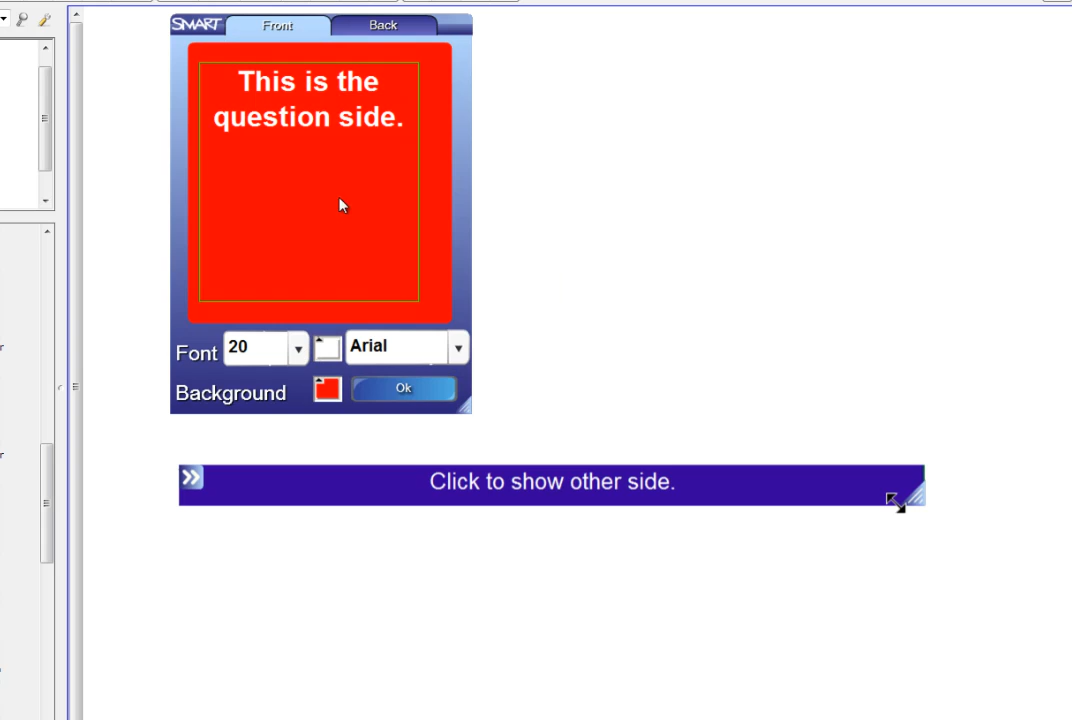 SMART Front Back
This is the
question side.
Font 20 Arial
Background Ok
Click to show other side.